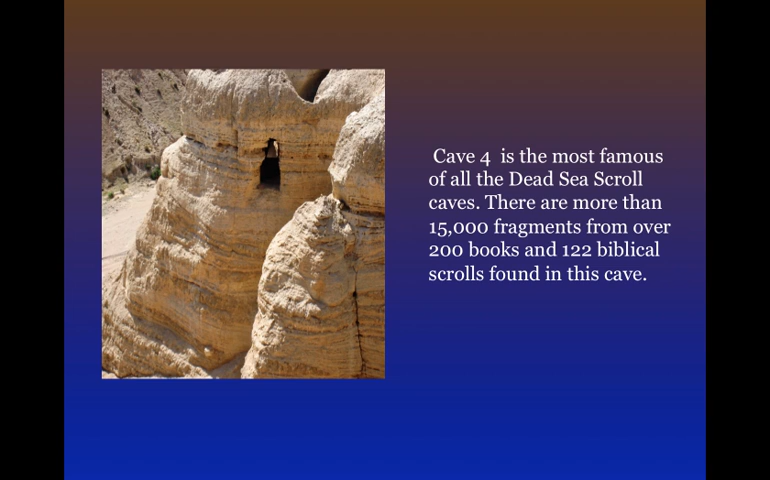 Cave 4 is the most famous
of all the Dead Sea Scroll
caves. There are more than
15,000 fragments from over
200 books and 122 biblical
scrolls found in this cave.